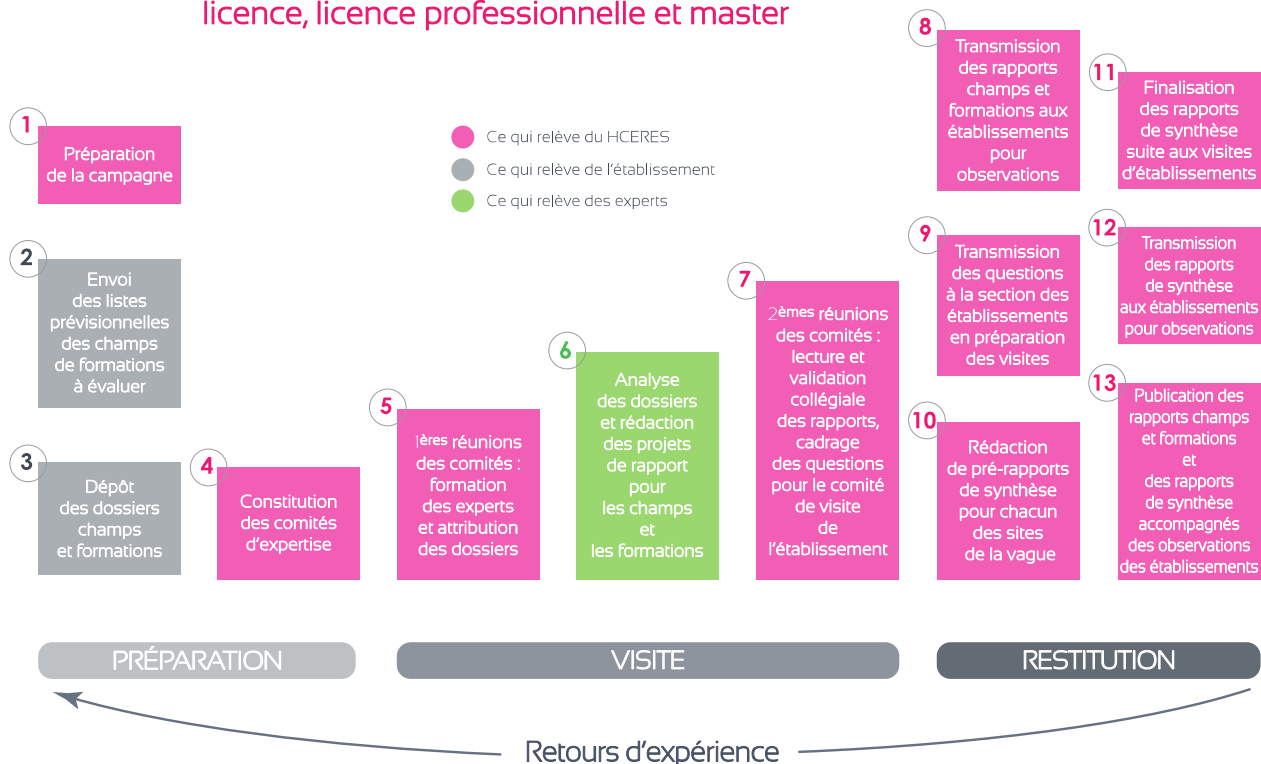 licence, licence professionnelle et master
Ce qui relève du HCERES
Ce qui relève de l'établissement
Ce qui relève des experts
1
Préparation
de la campagne
2
Envoi
des listes
prévisionnelles
des champs
de formations
à évaluer
3
Dépôt
des dossiers
champs
et formations
4
Constitution
des comités
d'expertise
5
1ères réunions
des comités :
formation
des experts
et attribution
des dossiers
6
Analyse
des dossiers
et rédaction
des projets
de rapport
pour
les champs
et
les formations
7
2èmes réunions
des comités :
lecture et
validation
collégiale
des rapports,
cadrage
des questions
pour le comité
de visite
de
l'établissement
8
Transmission
des rapports
champs et
formations aux
établissements
pour
observations
9
Transmission
des questions
à la section des
établissements
en préparation
des visites
10
Rédaction
de pré-rapports
de synthèse
pour chacun
des sites
de la vague
11
Finalisation
des rapports
de synthèse
suite aux visites
d'établissements
12
Transmission
des rapports
de synthèse
aux établissements
pour observations
13
Publication des
rapports champs
et formations
et
des rapports
de synthèse
accompagnés
des observations
des établissements
PRÉPARATION
VISITE
RESTITUTION
Retours d'expérience